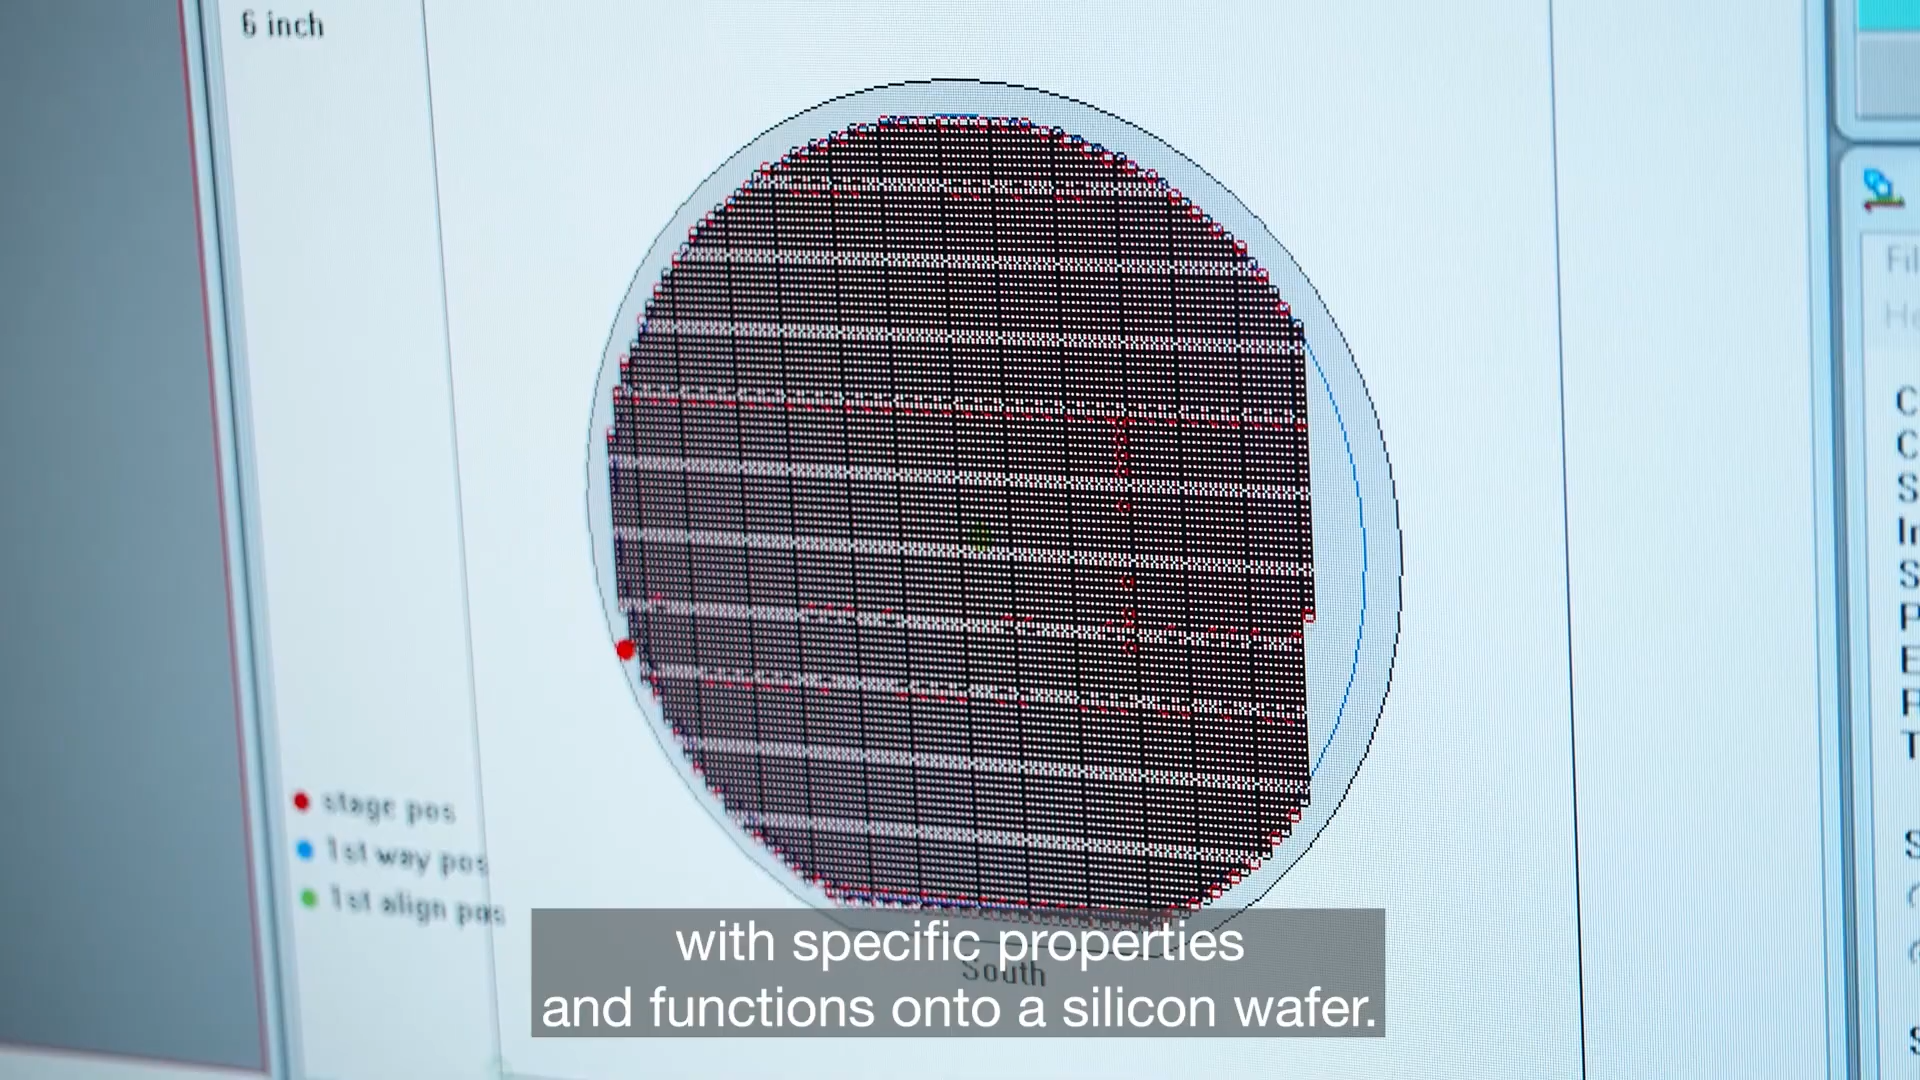 6 inch
Fil
stage pos
1st way pos
1st align pos
South
with specific properties
and functions onto a silicon wafer.